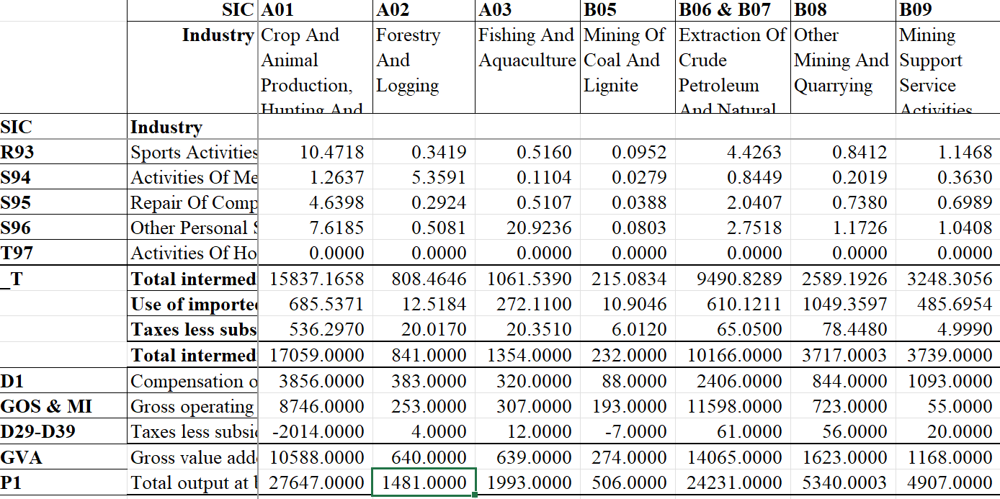 SIC A01 A02 A03 B05 B06 & B07 B08 B09
Industry Crop And Forestry Fishing And Mining Of Extraction Of Other Mining
Animal And Aquaculture Coal And Crude Mining And Support
Production, Logging Lignite Petroleum Quarrying Service
Hunting And And Natural Activities
SIC Industry
R93 Sports Activities 10.4718 0.3419 0.5160 0.0952 4.4263 0.8412 1.1468
S94 Activities Of Me 1.2637 5.3591 0.1104 0.0279 0.8449 0.2019 0.3630
S95 Repair Of Comp 4.6398 0.2924 0.5107 0.0388 2.0407 0.7380 0.6989
S96 Other Personal S 7.6185 0.5081 20.9236 0.0803 2.7518 1.1726 1.0408
T97 Activities Of Ho 0.0000 0.0000 0.0000 0.0000 0.0000 0.0000 0.0000
_T Total intermed 15837.1658 808.4646 1061.5390 215.0834 9490.8289 2589.1926 3248.3056
Use of importe 685.5371 12.5184 272.1100 10.9046 610.1211 1049.3597 485.6954
Taxes less subs 536.2970 20.0170 20.3510 6.0120 65.0500 78.4480 4.9990
Total intermed 17059.0000 841.0000 1354.0000 232.0000 10166.0000 3717.0003 3739.0000
D1 Compensation o 3856.0000 383.0000 320.0000 88.0000 2406.0000 844.0000 1093.0000
GOS & MI Gross operating 8746.0000 253.0000 307.0000 193.0000 11598.0000 723.0000 55.0000
D29-D39 Taxes less subsi -2014.0000 4.0000 12.0000 -7.0000 61.0000 56.0000 20.0000
GVA Gross value add 10588.0000 640.0000 639.0000 274.0000 14065.0000 1623.0000 1168.0000
P1 Total output at 27647.0000 1481.0000 1993.0000 506.0000 24231.0000 5340.0003 4907.0000